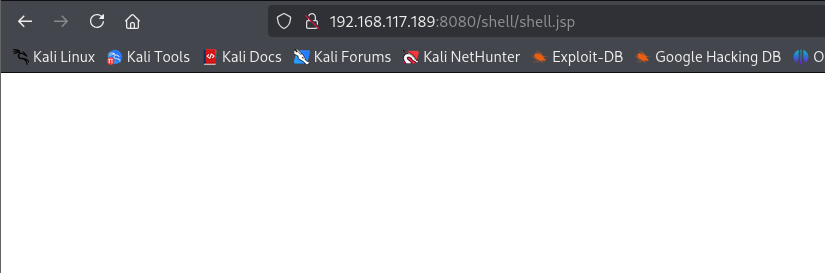 192.168.117.189:8080/shell/shell.jsp
Kali Linux Kali Tools Kali Docs Kali Forums Kali NetHunter Exploit-DB Google Hacking DB O